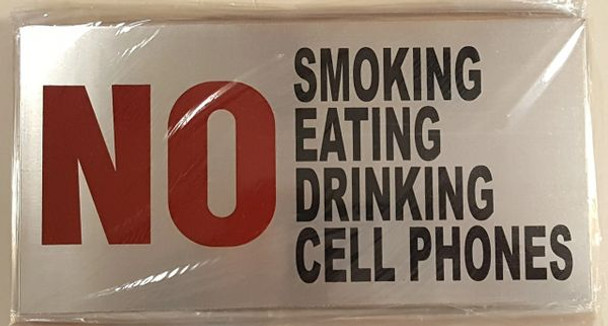 NO
SMOKING
EATING
DRINKING
CELL PHONES